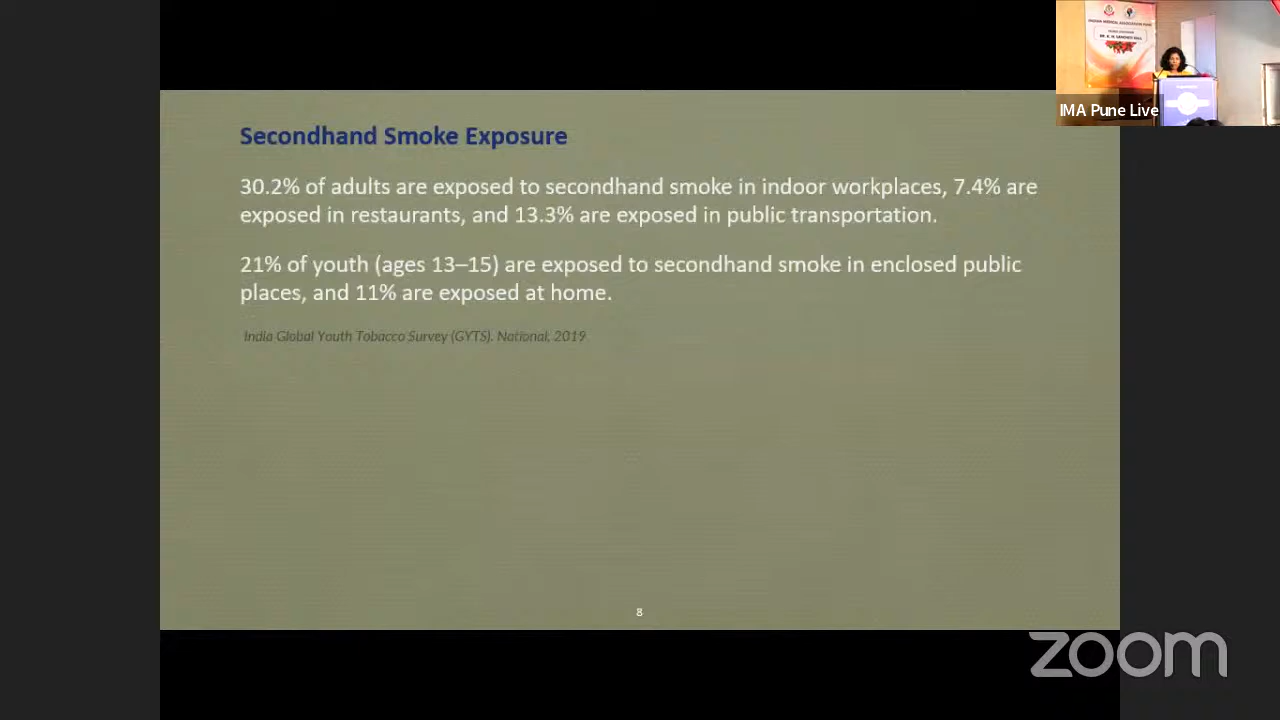 Secondhand Smoke Exposure
30.2% of adults are exposed to secondhand smoke in indoor workplaces, 7.4% are
exposed in restaurants, and 13.3% are exposed in public transportation.
21% of youth (ages 13–15) are exposed to secondhand smoke in enclosed public
places, and 11% are exposed at home.
India Global Youth Tobacco Survey (GYTS). National, 2019
8
INDIAN MEDICAL ASSOCIATION
IMA Pune Live
zoom